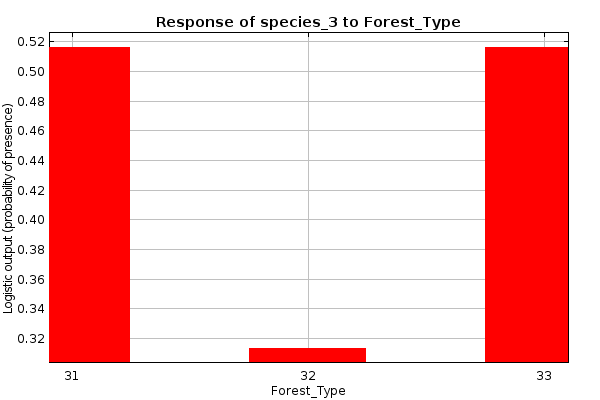 Response of species_3 to Forest_Type
Logistic output (probability of presence)
0.52
0.50
0.48
0.46
0.44
0.42
0.40
0.38
0.36
0.34
0.32
31 32 33
Forest_Type